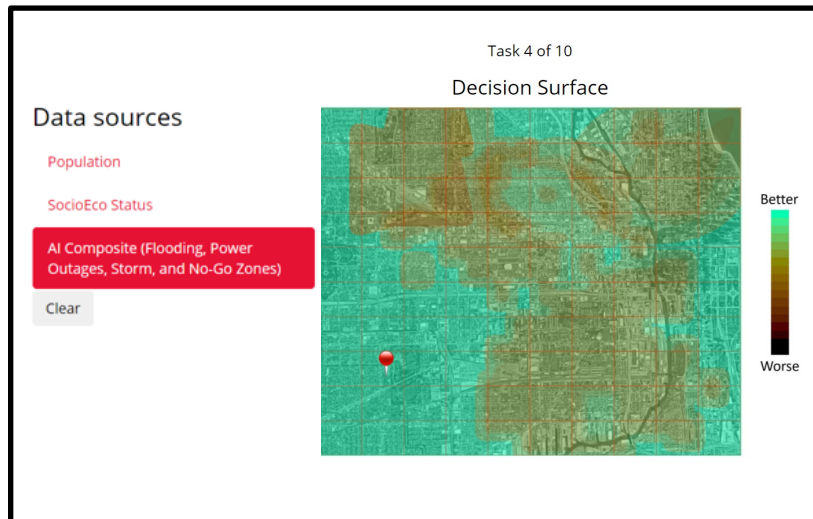 Task 4 of 10
Decision Surface
Data sources
Population
SocioEco Status
AI Composite (Flooding, Power
Outages, Storm, and No-Go Zones)
Clear
Better
Worse